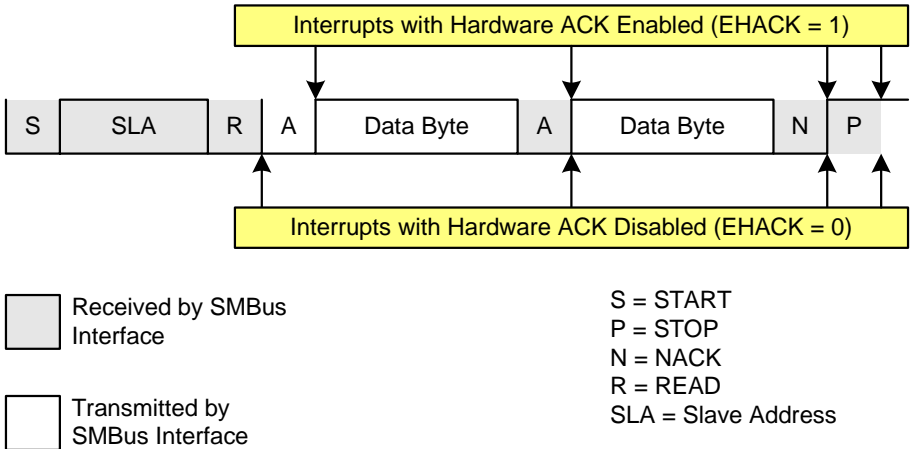 Interrupts with Hardware ACK Enabled (EHACK = 1)
S SLA R A Data Byte A Data Byte N P
Interrupts with Hardware ACK Disabled (EHACK = 0)
Received by SMBus
Interface
Transmitted by
SMBus Interface
S = START
P = STOP
N = NACK
R = READ
SLA = Slave Address